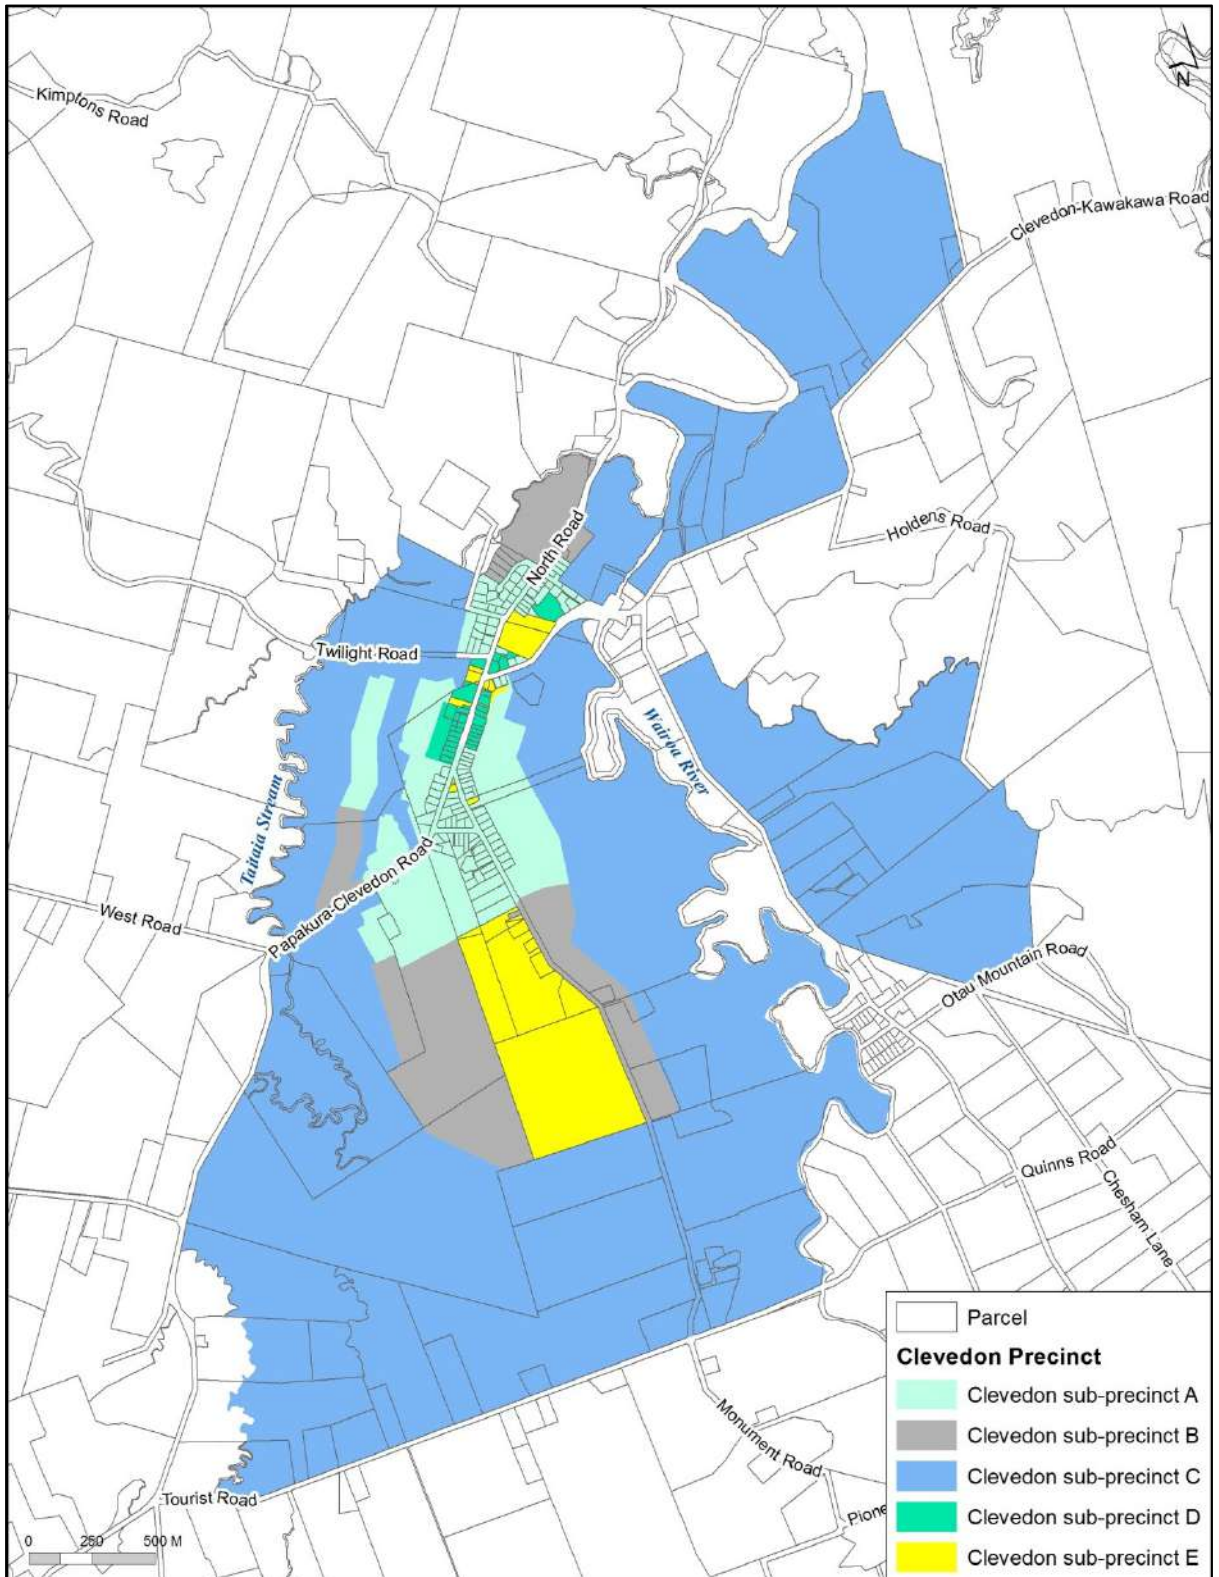 N
Kimptons Road
Clevedon-Kawakawa Road
Holdens Road
North Road
Twilight Road
Wairoa River
Taitaia Stream
Papakura-Clevedon Road
West Road
Otau Mountain Road
Quinns Road
Chesham Lane
Monument Road
Tourist Road
Pione
0 250 500 M
Parcel
Clevedon Precinct
Clevedon sub-precinct A
Clevedon sub-precinct B
Clevedon sub-precinct C
Clevedon sub-precinct D
Clevedon sub-precinct E